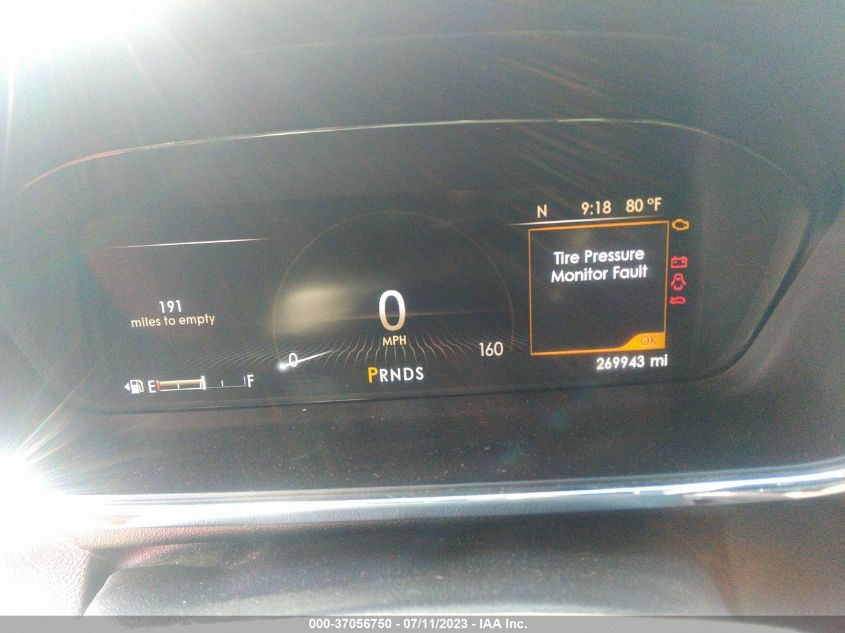 N 9:18 80 °F
Tire Pressure
Monitor Fault
OK
191
miles to empty
0
MPH
0
160
PRNDS
E F
269943 mi
000-37056750 - 07/11/2023 - IAA Inc.